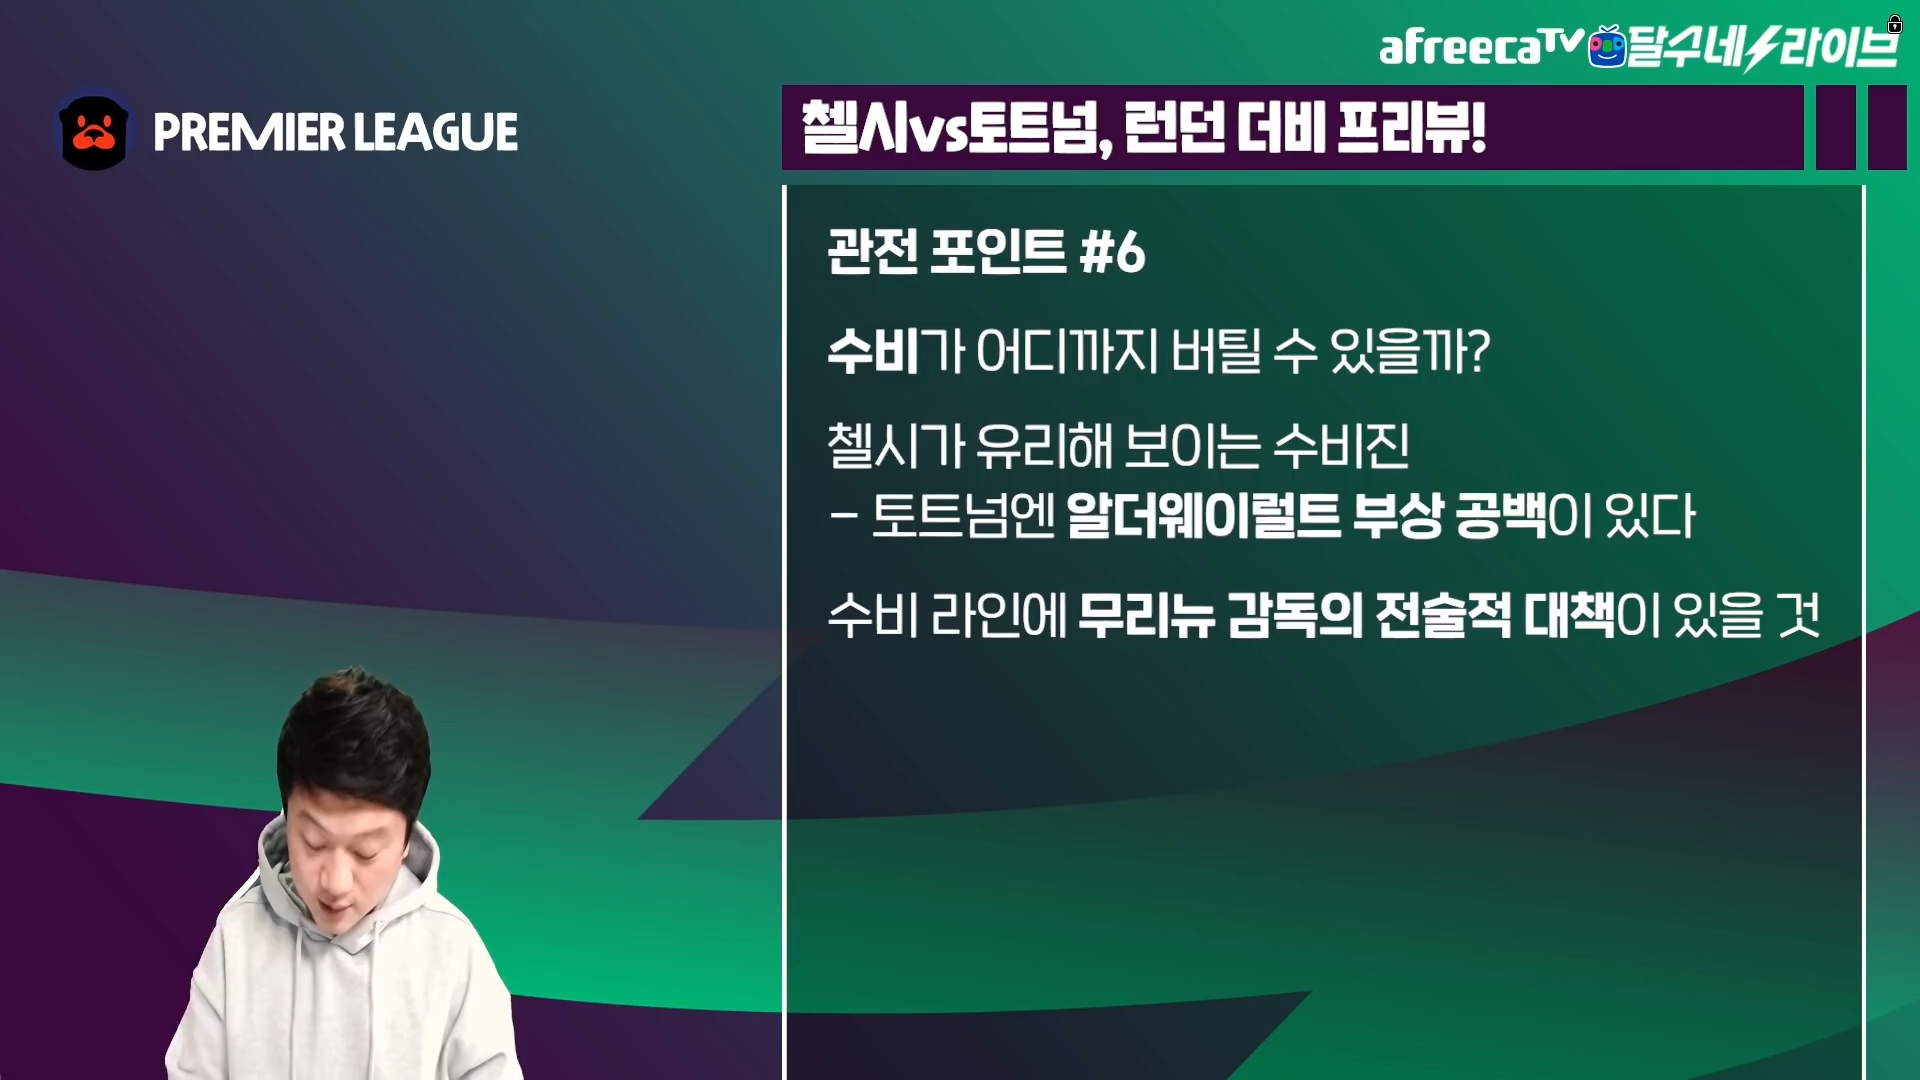 afreecaTV 달수네라이브
PREMIER LEAGUE
첼시vs토트넘, 런던 더비 프리뷰!
관전 포인트 #6
수비가 어디까지 버틸 수 있을까?
첼시가 유리해 보이는 수비진
- 토트넘엔 알더웨이럴트 부상 공백이 있다
수비 라인에 무리뉴 감독의 전술적 대책이 있을 것